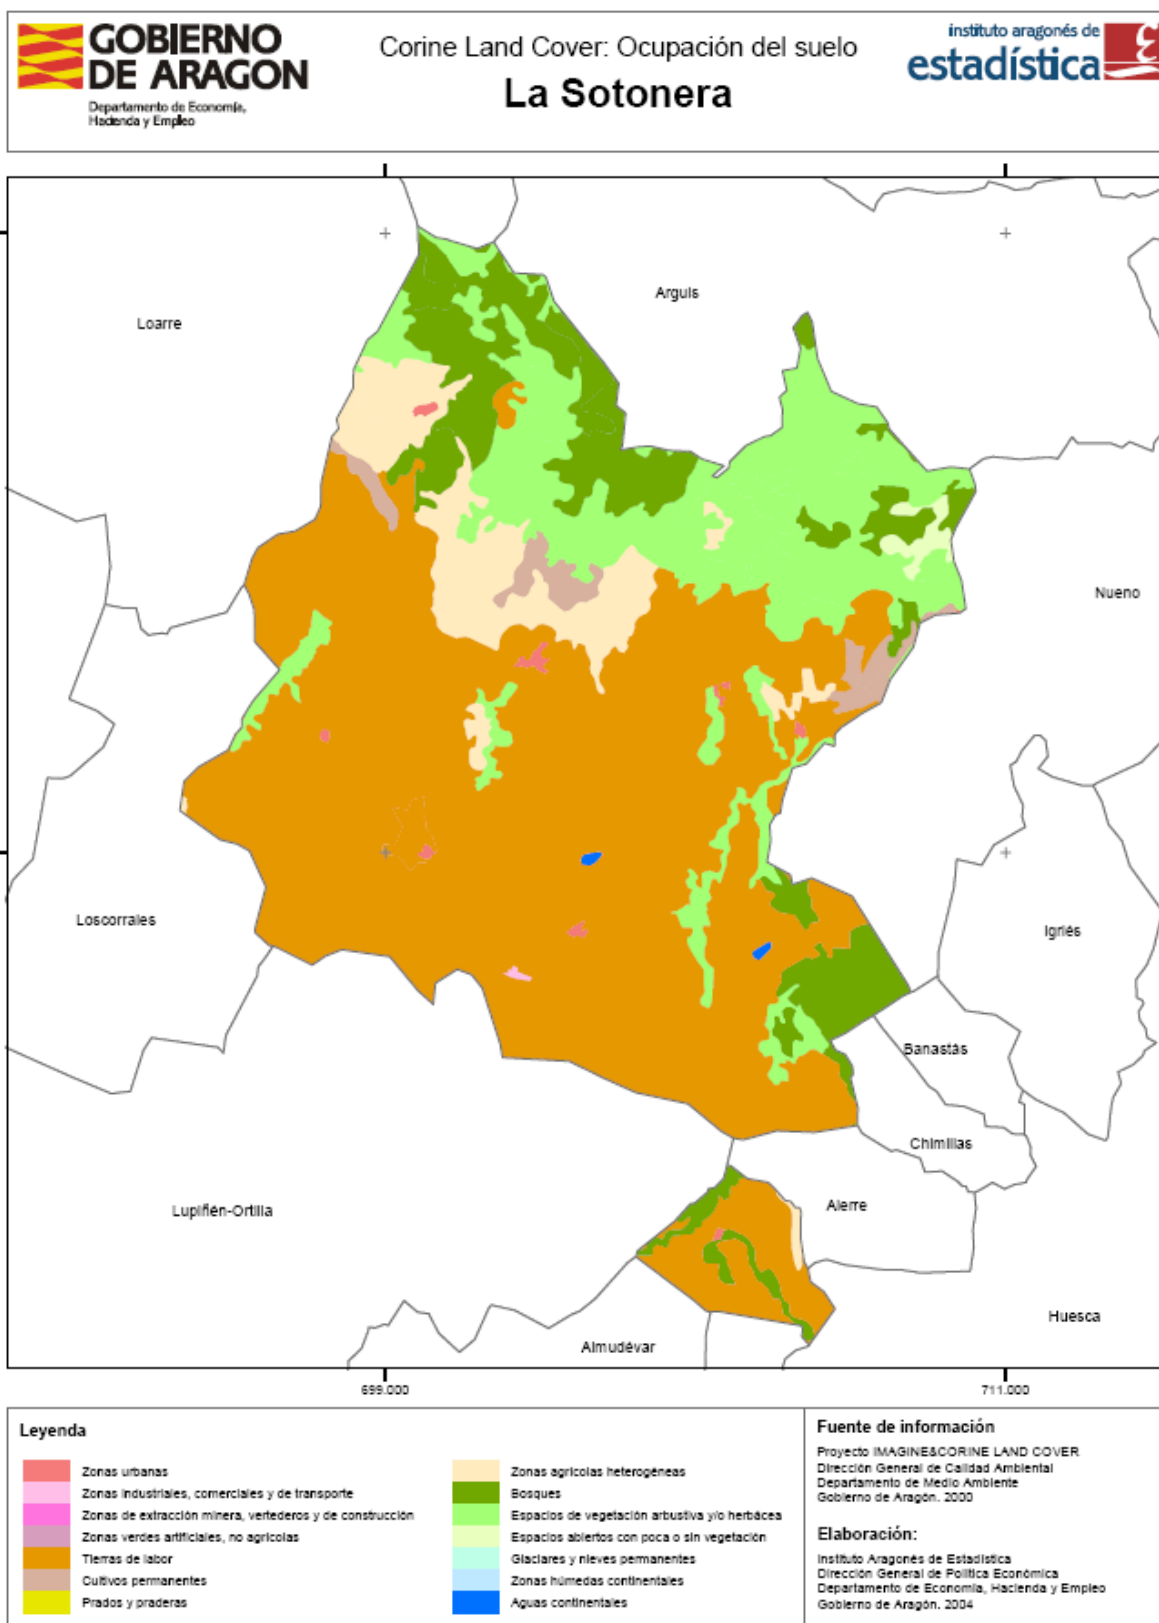 GOBIERNO
DE ARAGON
Departamento de Economía,
Hacienda y Empleo
Corine Land Cover: Ocupación del suelo
La Sotonera
instituto aragonés de
estadística
Loarre
Arguis
Nueno
Loscorrales
Igriés
Banastás
Chimillas
Lupiñén-Ortilla
Alerre
Huesca
Almudévar
699.000
711.000
Leyenda
Zonas urbanas
Zonas industriales, comerciales y de transporte
Zonas de extracción minera, vertederos y de construcción
Zonas verdes artificiales, no agrícolas
Tierras de labor
Cultivos permanentes
Prados y praderas
Zonas agrícolas heterogéneas
Bosques
Espacios de vegetación arbustiva y/o herbácea
Espacios abiertos con poca o sin vegetación
Glaciares y nieves permanentes
Zonas húmedas continentales
Aguas continentales
Fuente de información
Proyecto IMAGINE&CORINE LAND COVER
Dirección General de Calidad Ambiental
Departamento de Medio Ambiente
Gobierno de Aragón. 2000
Elaboración:
Instituto Aragonés de Estadística
Dirección General de Política Económica
Departamento de Economía, Hacienda y Empleo
Gobierno de Aragón. 2004